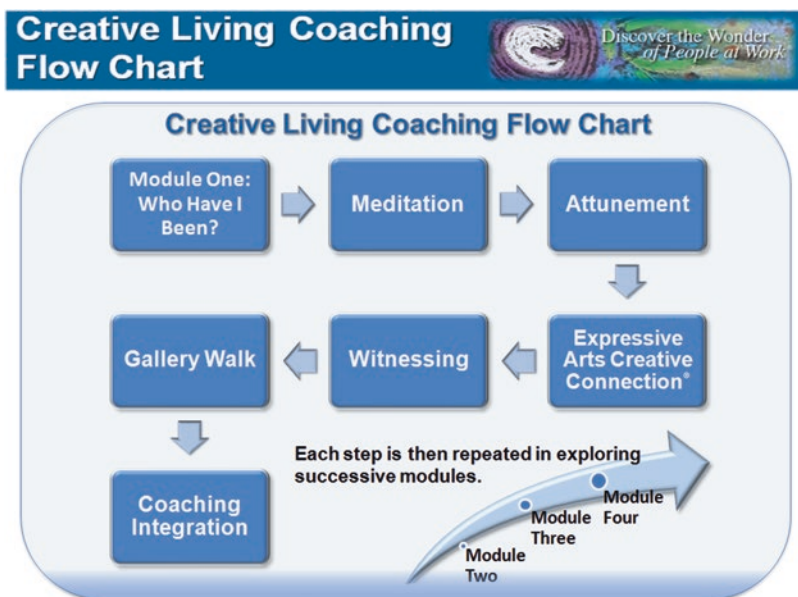 Creative Living Coaching
Flow Chart
Discover the Wonder
of People at Work
Creative Living Coaching Flow Chart
Module One:
Who Have I
Been?
Meditation
Attunement
Gallery Walk
Witnessing
Expressive
Arts Creative
Connection®
Coaching
Integration
Each step is then repeated in exploring
successive modules.
Module
Two
Module
Three
Module
Four